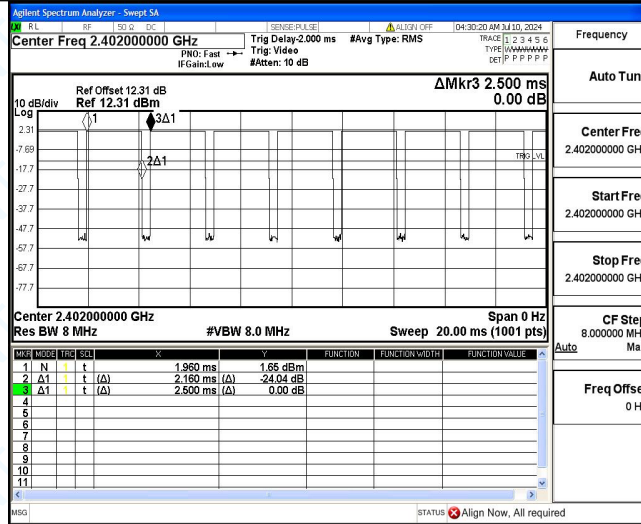 Agilent Spectrum Analyzer - Swept SA
RL RF 50 Ω DC SENSE:PULSE ALIGN OFF 04:30:20 AM Jul 10, 2024
Center Freq 2.402000000 GHz
PNO: Fast
IFGain:Low
Trig Delay-2.000 ms
Trig: Video
#Atten: 10 dB
#Avg Type: RMS
TRACE 1 2 3 4 5 6
TYPE
DET P P P P P P
Frequency
Auto Tun
Ref Offset 12.31 dB
10 dB/div Ref 12.31 dBm
Log
ΔMkr3 2.500 ms
0.00 dB
1
3Δ1
2Δ1
TRIG LVL
2.31
-7.69
-17.7
-27.7
-37.7
-47.7
-57.7
-67.7
-77.7
Center Fre
2.402000000 GH
Start Fre
2.402000000 GH
Stop Fre
2.402000000 GH
CF Step
8.000000 MH
Auto Ma
Freq Offse
0 H
Center 2.402000000 GHz Span 0 Hz
Res BW 8 MHz #VBW 8.0 MHz Sweep 20.00 ms (1001 pts)
MKR MODE TRC SCL X Y FUNCTION FUNCTION WIDTH FUNCTION VALUE
1 N 1 t 1.960 ms 1.65 dBm
2 Δ1 1 t (Δ) 2.160 ms (Δ) -24.04 dB
3 Δ1 1 t (Δ) 2.500 ms (Δ) 0.00 dB
4
5
6
7
8
9
10
11
MSG STATUS Align Now, All required